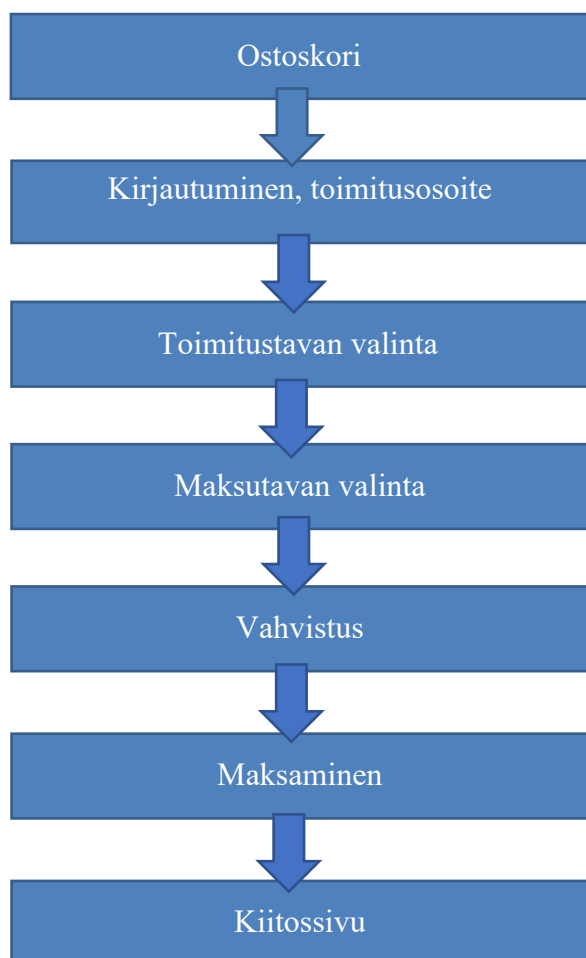 Ostoskori
Kirjautuminen, toimitusosoite
Toimitustavan valinta
Maksutavan valinta
Vahvistus
Maksaminen
Kiitossivu